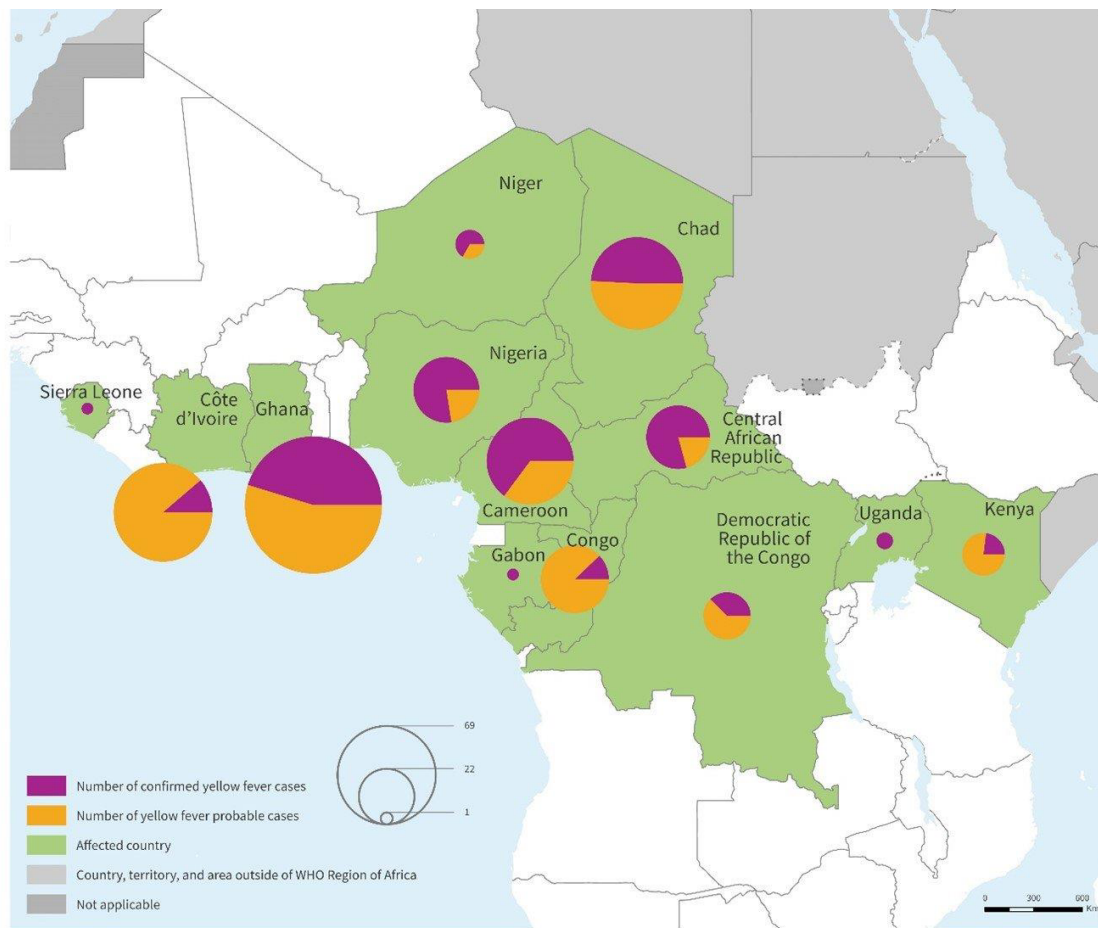 Niger
Chad
Nigeria
Sierra Leone
Côte
d’Ivoire
Ghana
Central
African
Republic
Cameroon
Uganda
Kenya
Democratic
Republic of
the Congo
Congo
Gabon
69
22
1
Number of confirmed yellow fever cases
Number of yellow fever probable cases
Affected country
Country, territory, and area outside of WHO Region of Africa
Not applicable
0 300 600
Km